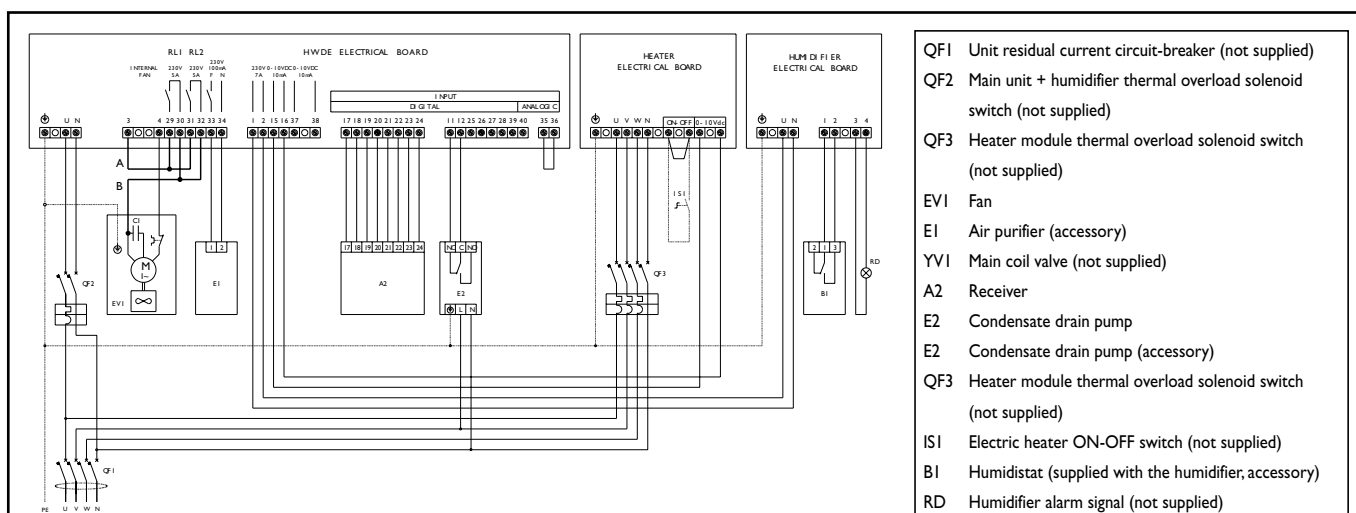 RL1 RL2
HWDE ELECTRICAL BOARD
INTERNAL
FAN
230V
5A
230V
5A
230V
100mA
F N
230V
7A
0-10VDC
10mA
0-10VDC
10mA
INPUT
DIGITAL
ANALOGIC
U N
3 4 29 30 31 32 33 34
1 2 15 16 37 38
17 18 19 20 21 22 23 24
11 12 25 26 27 28 39 40
35 36
HEATER
ELECTRICAL BOARD
U V W N
ON-OFF
0-10Vdc
HUMIDIFIER
ELECTRICAL BOARD
U N
1 2 3 4
A
B
C1
M
1~
EV1
QF2
1 2
E1
17 18 19 20 21 22 23 24
A2
NC C NO
E2
L N
IS1
QF3
2 1 3
B1
RD
QF1
PE U V W N
QF1 Unit residual current circuit-breaker (not supplied)
QF2 Main unit + humidifier thermal overload solenoid
switch (not supplied)
QF3 Heater module thermal overload solenoid switch
(not supplied)
EV1 Fan
E1 Air purifier (accessory)
YV1 Main coil valve (not supplied)
A2 Receiver
E2 Condensate drain pump
E2 Condensate drain pump (accessory)
QF3 Heater module thermal overload solenoid switch
(not supplied)
IS1 Electric heater ON-OFF switch (not supplied)
B1 Humidistat (supplied with the humidifier, accessory)
RD Humidifier alarm signal (not supplied)